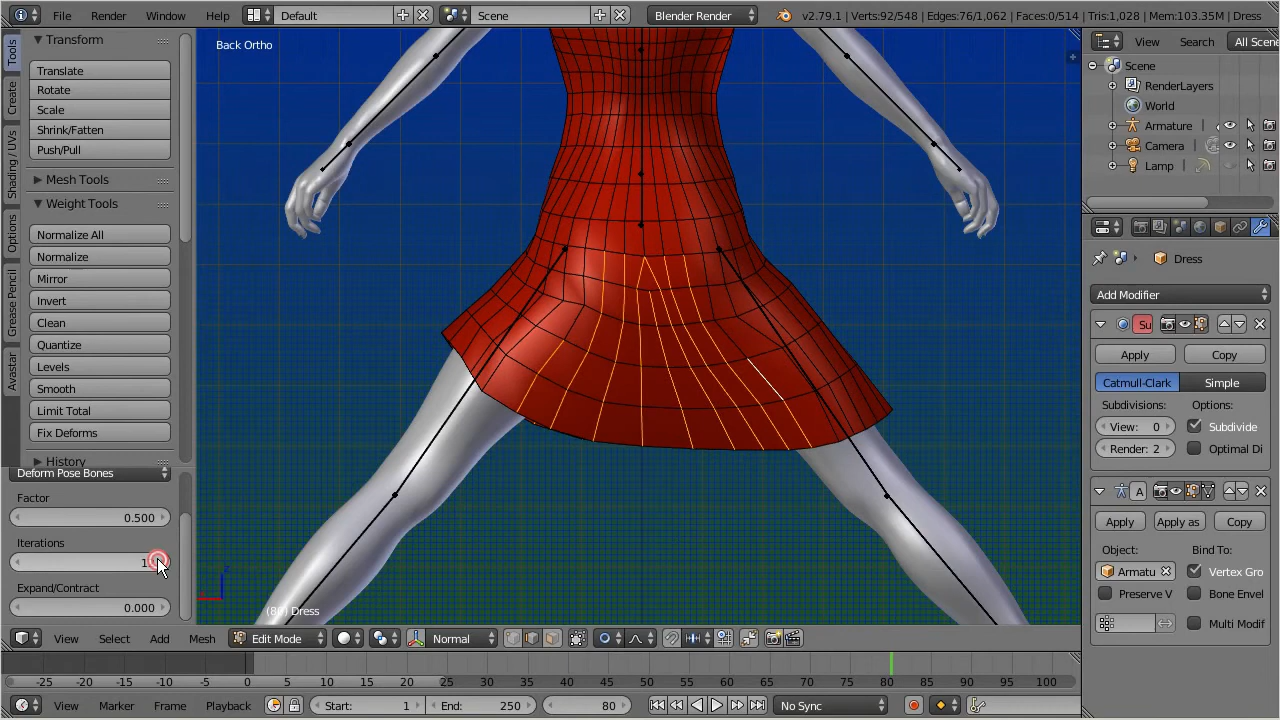 File Render Window Help Default Scene Blender Render v2.79.1 | Verts:92/548 | Edges:76/1,062 | Faces:0/514 | Tris:1,028 | Mem:103.35M | Dress
Tools
Create
Shading / UVs
Options
Grease Pencil
Avastar
Transform
Translate
Rotate
Scale
Shrink/Fatten
Push/Pull
Mesh Tools
Weight Tools
Normalize All
Normalize
Mirror
Invert
Clean
Quantize
Levels
Smooth
Limit Total
Fix Deforms
History
Deform Pose Bones
Factor
0.500
Iterations
1
Expand/Contract
0.000
Back Ortho
(80) Dress
View Select Add Mesh Edit Mode Normal
-25 -20 -15 -10 -5 0 5 10 15 20 25 30 35 40 45 50 55 60 65 70 75 80 85 90 95 100
View Marker Frame Playback Start: 1 End: 250 80 No Sync
View Search All Scene
Scene
RenderLayers
World
Armature
Camera
Lamp
Dress
Add Modifier
Su
Apply Copy
Catmull-Clark Simple
Subdivisions: Options:
View: 0 Subdivide
Render: 2 Optimal Di
A
Apply Apply as Copy
Object: Bind To:
Armatu Vertex Gro
Preserve V Bone Envel
Multi Modif